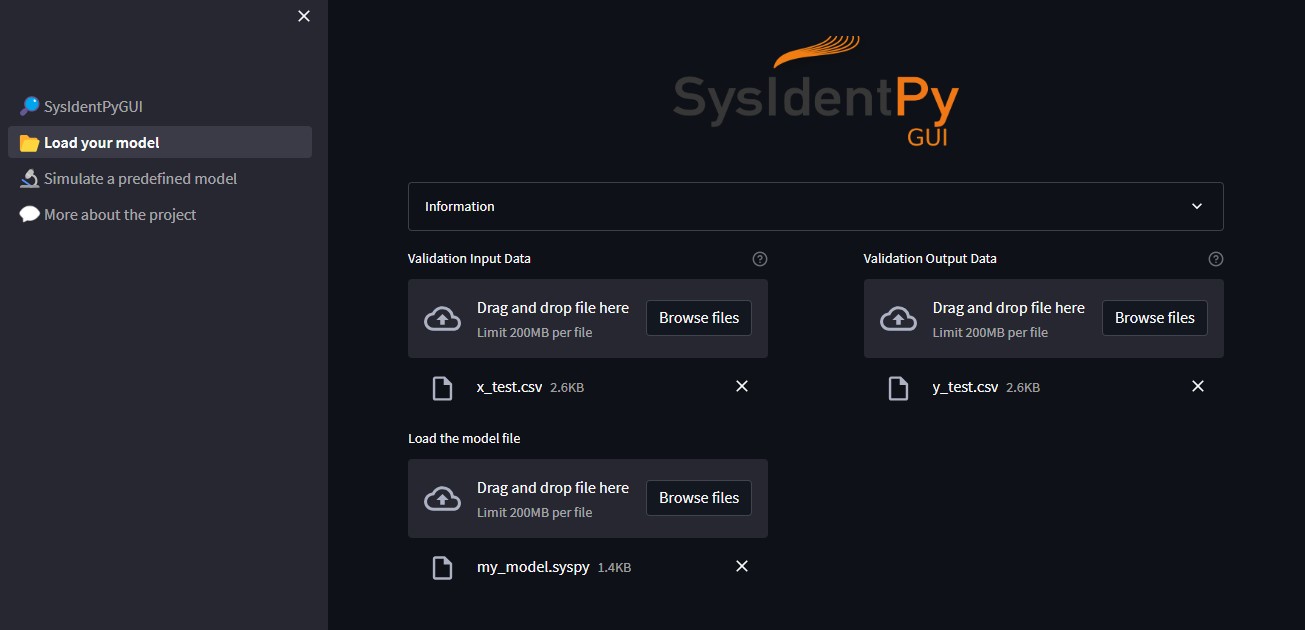 SysIdentPyGUI
Load your model
Simulate a predefined model
More about the project
SysIdentPy
GUI
Information
Validation Input Data
Drag and drop file here
Limit 200MB per file
Browse files
x_test.csv 2.6KB
Validation Output Data
Drag and drop file here
Limit 200MB per file
Browse files
y_test.csv 2.6KB
Load the model file
Drag and drop file here
Limit 200MB per file
Browse files
my_model.syspy 1.4KB